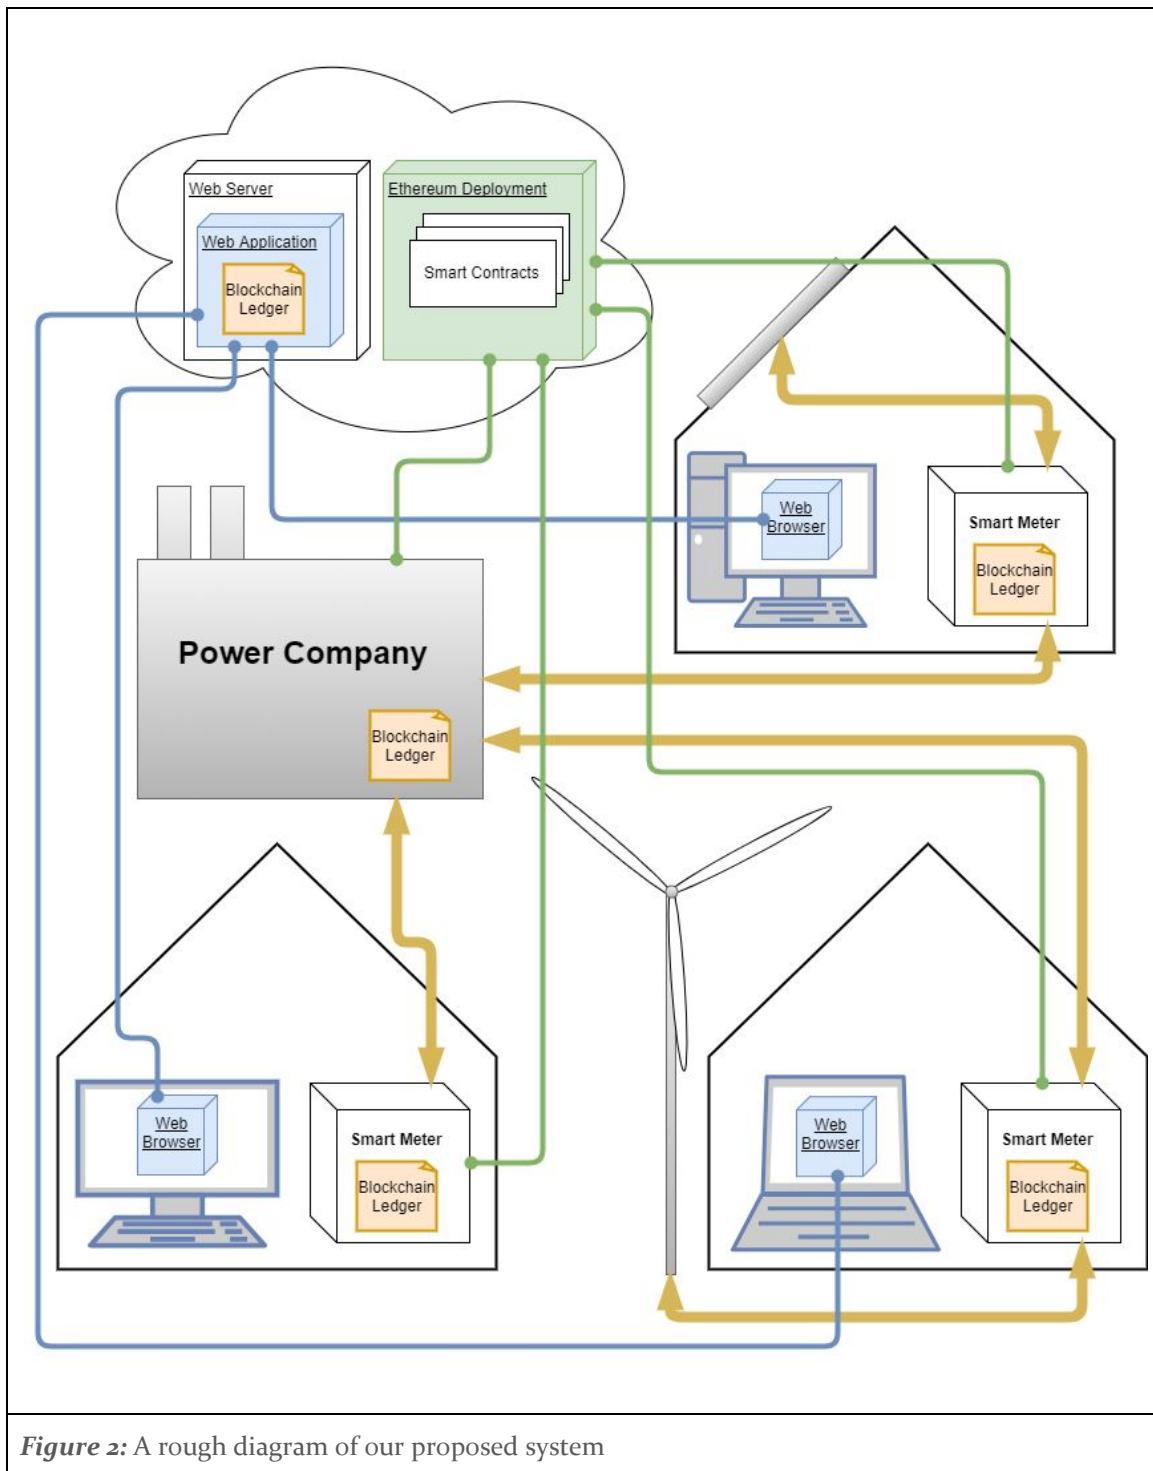 Web Server
Web Application
Blockchain
Ledger
Ethereum Deployment
Smart Contracts
Web
Browser
Smart Meter
Blockchain
Ledger
Power Company
Blockchain
Ledger
Web
Browser
Smart Meter
Blockchain
Ledger
Web
Browser
Smart Meter
Blockchain
Ledger
Figure 2: A rough diagram of our proposed system